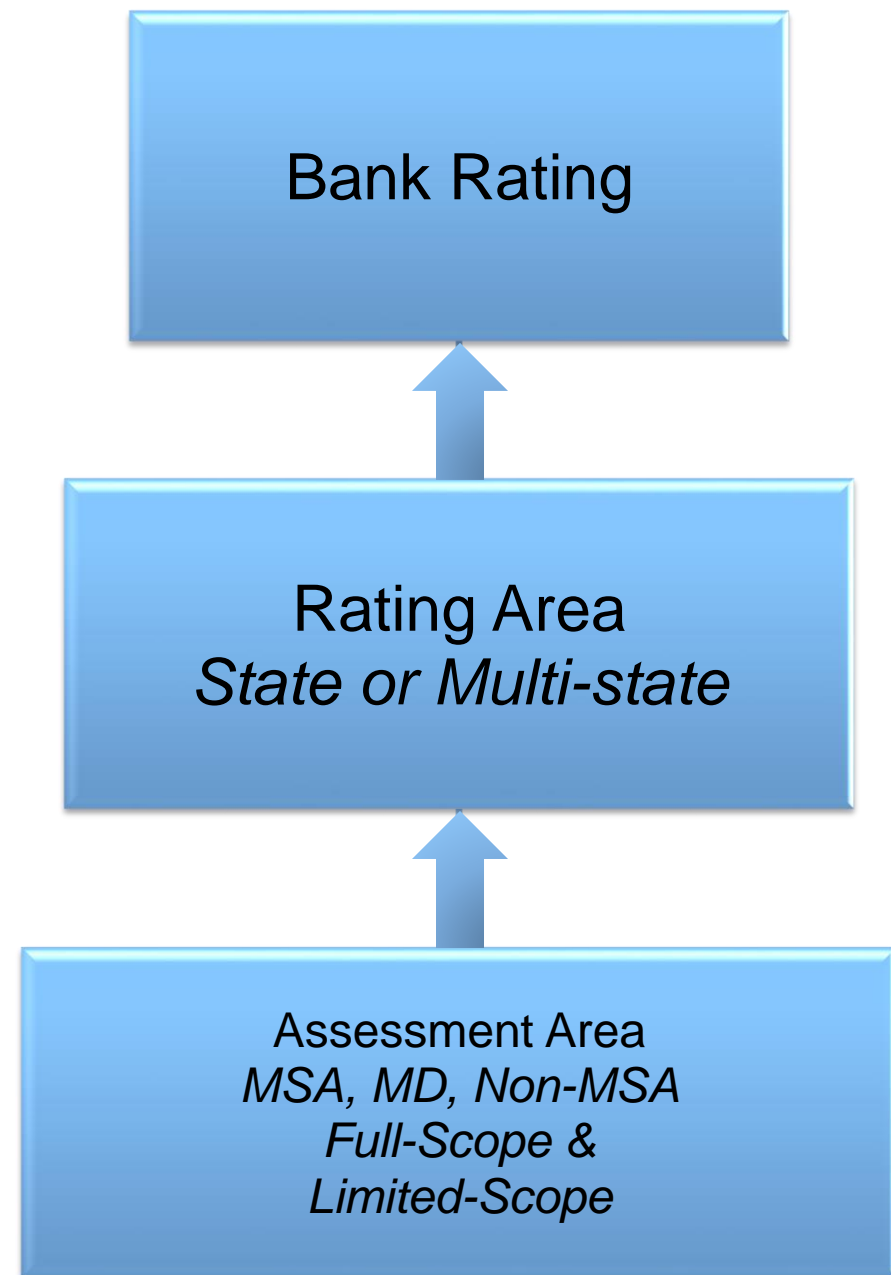 Bank Rating
Rating Area
State or Multi-state
Assessment Area
MSA, MD, Non-MSA
Full-Scope &
Limited-Scope